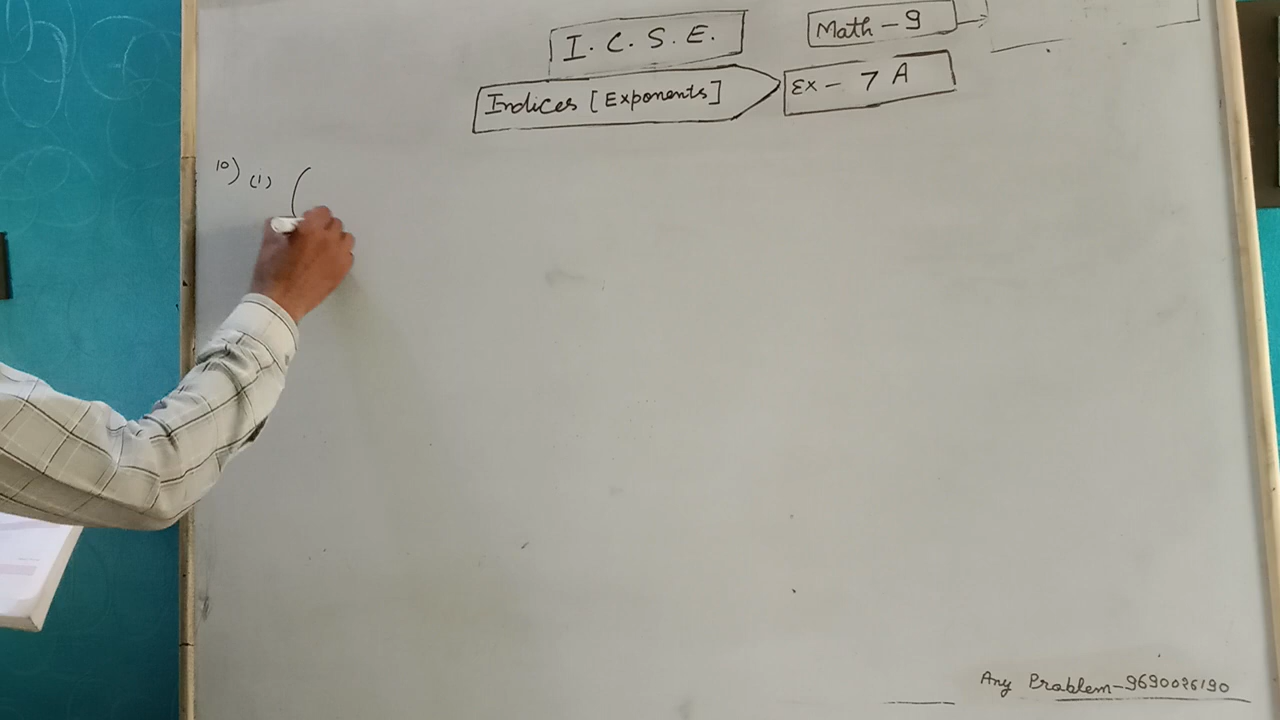 I. C. S. E.
Math - 9
Indices [Exponents]
Ex - 7 A
10) (1) (
Any Problem-9690026190